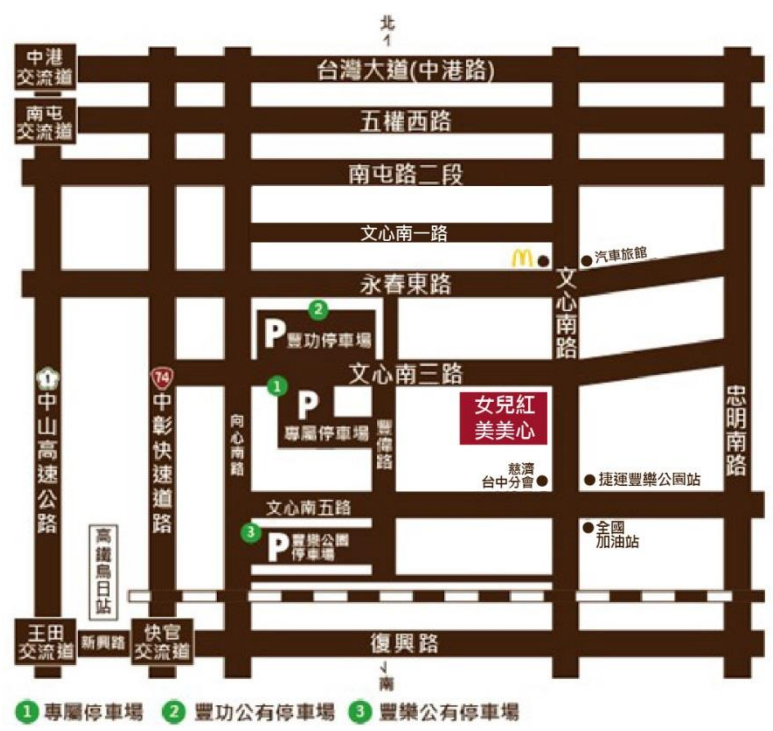 北
中港
交流道
台灣大道(中港路)
南屯
交流道
五權西路
南屯路二段
文心南一路
汽車旅館
永春東路
文心南路
2
P 豐功停車場
文心南三路
1
74
1
P
專屬停車場
女兒紅
美美心
中山高速公路
中彰快速道路
向心南路
豐偉路
忠明南路
慈濟
台中分會
捷運豐樂公園站
文心南五路
全國
加油站
3
P 豐樂公園
停車場
高鐵烏日站
王田
交流道
新興路
快官
交流道
復興路
南
1 專屬停車場 2 豐功公有停車場 3 豐樂公有停車場